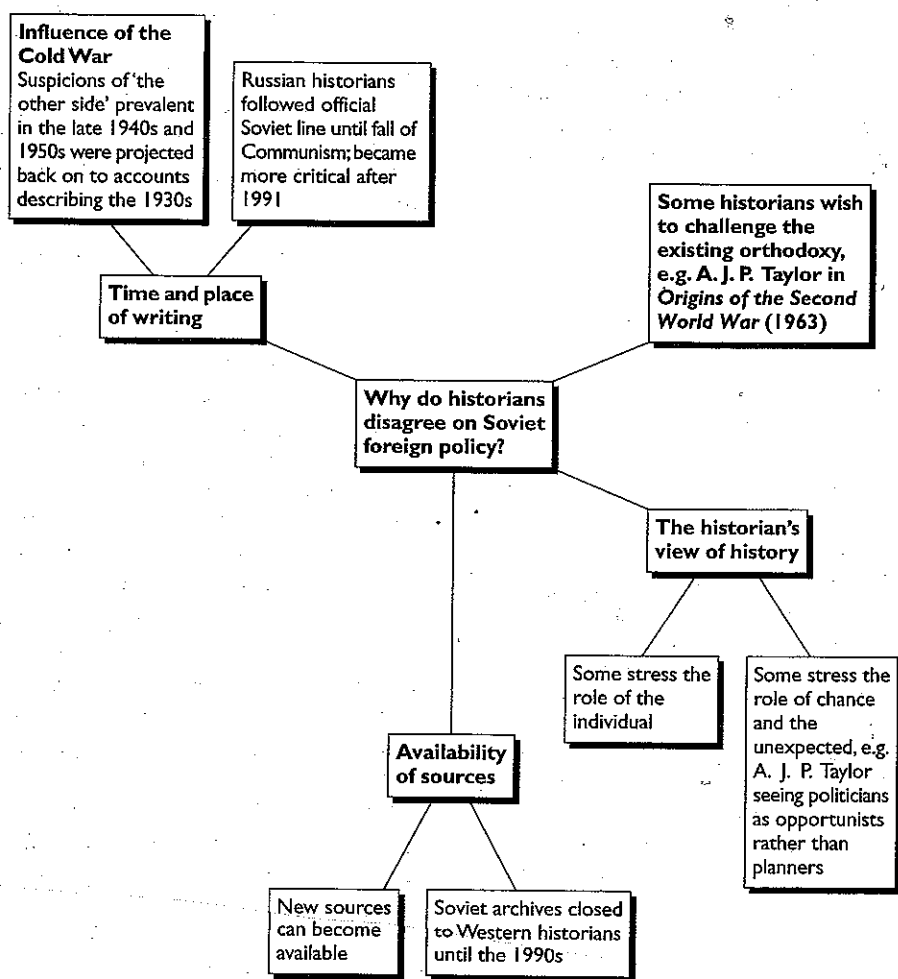 Influence of the
Cold War
Suspicions of 'the
other side' prevalent
in the late 1940s and
1950s were projected
back on to accounts
describing the 1930s
Russian historians
followed official
Soviet line until fall of
Communism; became
more critical after
1991
Time and place
of writing
Some historians wish
to challenge the
existing orthodoxy,
e.g. A. J. P. Taylor in
Origins of the Second
World War (1963)
Why do historians
disagree on Soviet
foreign policy?
The historian's
view of history
Some stress the
role of the
individual
Some stress the
role of chance
and the
unexpected, e.g.
A. J. P. Taylor
seeing politicians
as opportunists
rather than
planners
Availability
of sources
New sources
can become
available
Soviet archives closed
to Western historians
until the 1990s